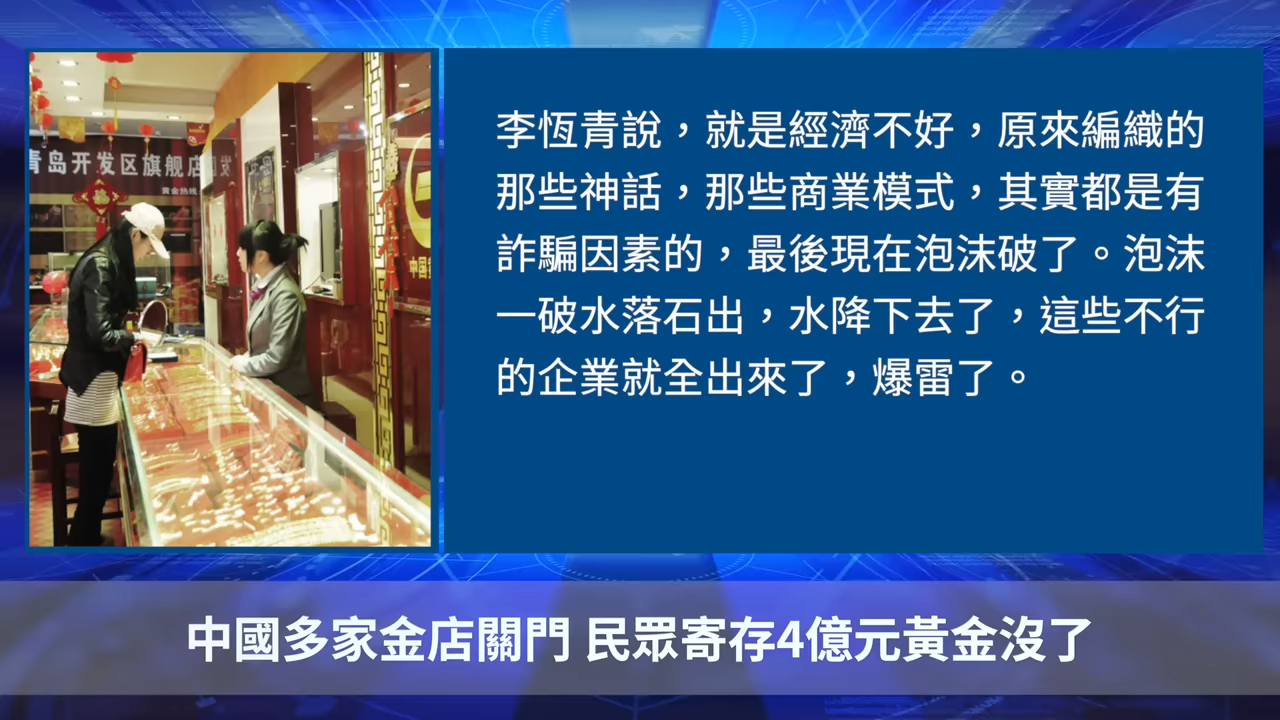 青岛开发区旗舰店
黄金热线
李恆青說，就是經濟不好，原來編織的
那些神話，那些商業模式，其實都是有
詐騙因素的，最後現在泡沫破了。泡沫
一破水落石出，水降下去了，這些不行
的企業就全出來了，爆雷了。
中國多家金店關門 民眾寄存4億元黃金沒了